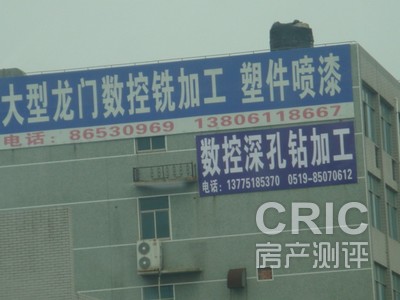 大型龙门数控铣加工 塑件喷漆
电话：86530969 13806118667
数控深孔钻加工
电话：13775185370 0519-85070612
CRIC
房产测评